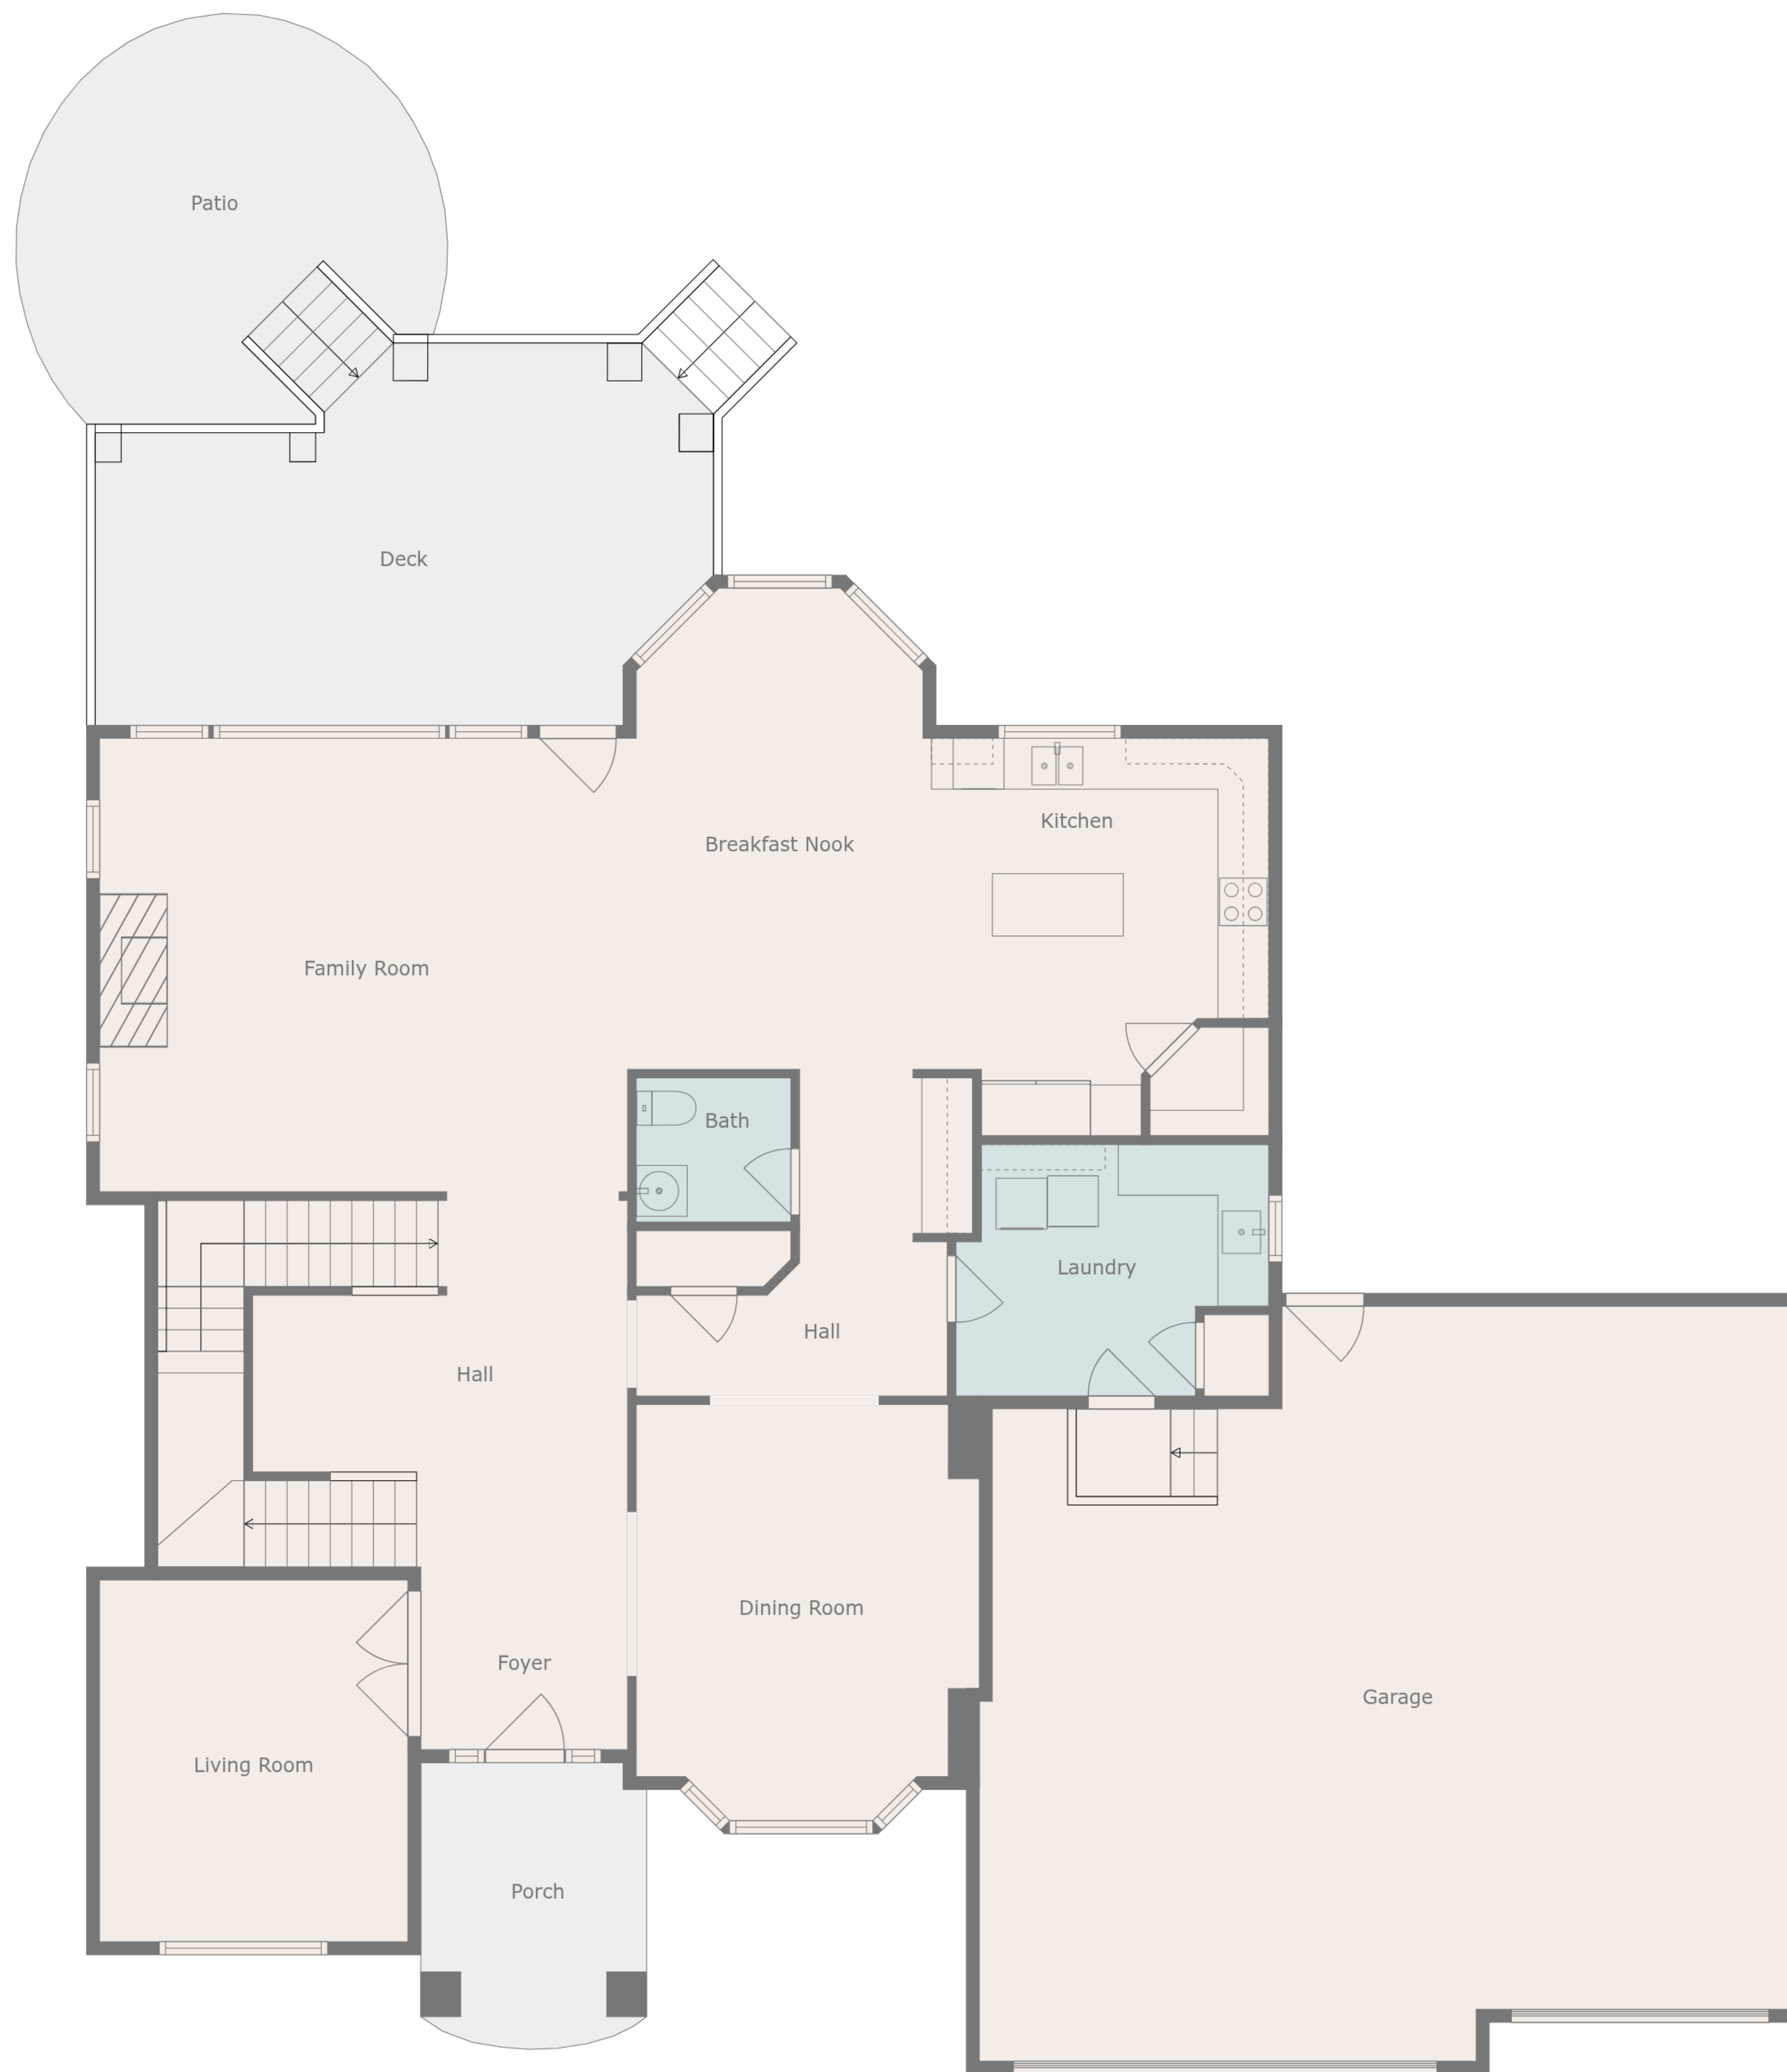 Patio
Deck
Kitchen
Breakfast Nook
Family Room
Bath
Laundry
Hall
Hall
Dining Room
Foyer
Garage
Living Room
Porch